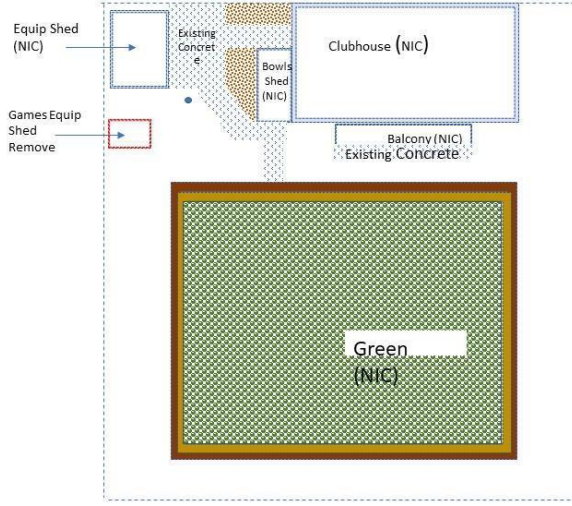 Equip Shed
(NIC)
Existing
Concret
e
Clubhouse (NIC)
Bowls
Shed
(NIC)
Games Equip
Shed
Remove
Balcony (NIC)
Existing Concrete
Green
(NIC)